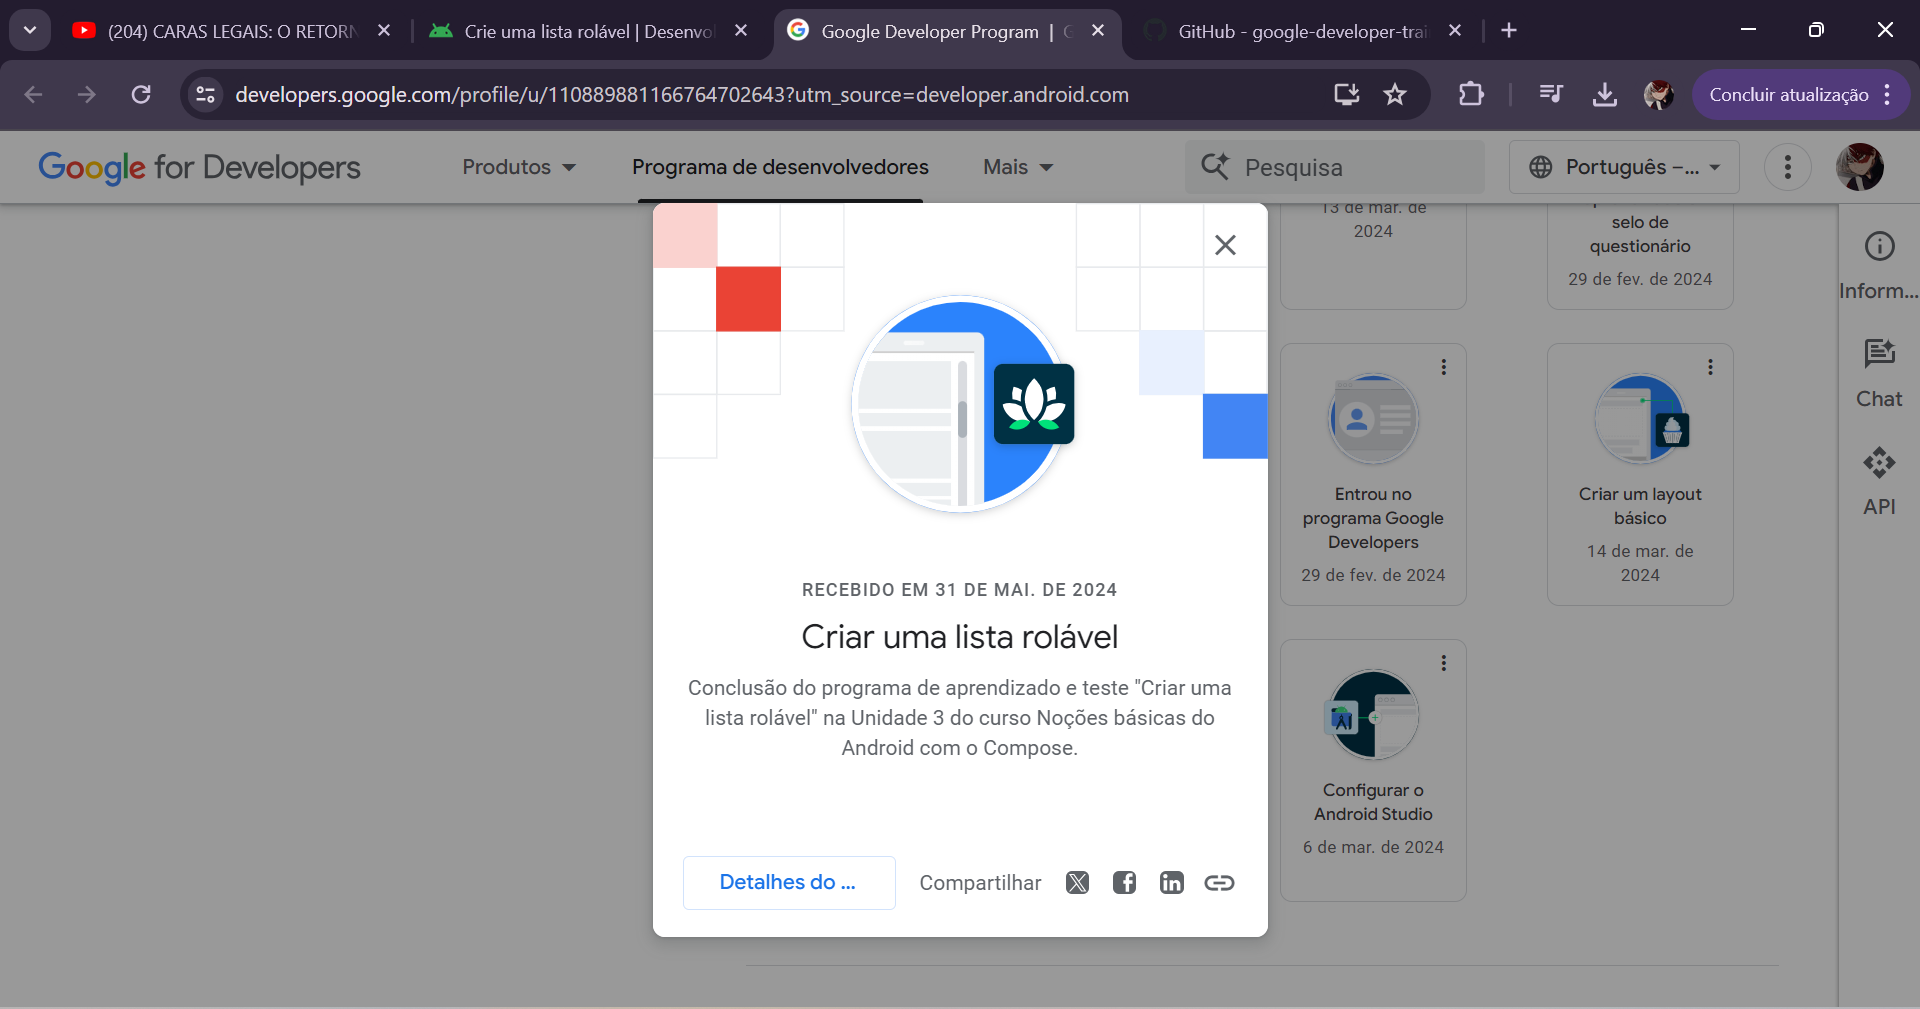 (204) CARAS LEGAIS: O RETORN
Crie uma lista rolável | Desenvol
Google Developer Program | G
GitHub - google-developer-trai
developers.google.com/profile/u/110889881166764702643?utm_source=developer.android.com
Concluir atualização
Google for Developers
Produtos
Programa de desenvolvedores
Mais
Pesquisa
Português –...
13 de mar. de
2024
selo de
questionário
29 de fev. de 2024
Inform...
Chat
API
Entrou no
programa Google
Developers
29 de fev. de 2024
Criar um layout
básico
14 de mar. de
2024
Configurar o
Android Studio
6 de mar. de 2024
RECEBIDO EM 31 DE MAI. DE 2024
Criar uma lista rolável
Conclusão do programa de aprendizado e teste "Criar uma
lista rolável" na Unidade 3 do curso Noções básicas do
Android com o Compose.
Detalhes do ...
Compartilhar